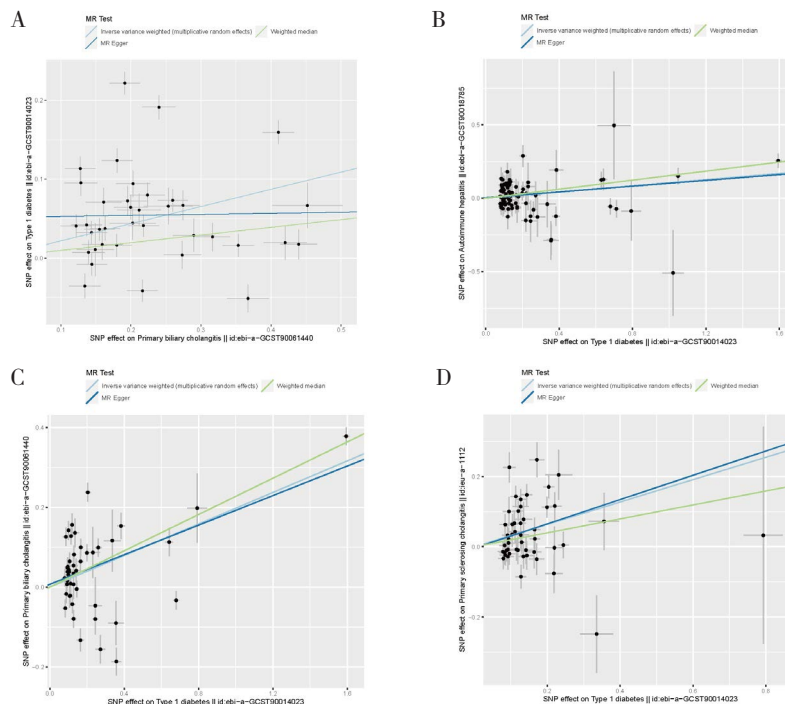 A
MR Test
Inverse variance weighted (multiplicative random effects)
Weighted median
MR Egger
SNP effect on Type 1 diabetes || id:ebi-a-GCST90014023
0.2
0.1
0.0
0.1
0.2
0.3
0.4
0.5
SNP effect on Primary biliary cholangitis || id:ebi-a-GCST90061440
B
MR Test
Inverse variance weighted (multiplicative random effects)
Weighted median
MR Egger
SNP effect on Autoimmune hepatitis || id:ebi-a-GCST90018785
0.5
0.0
−0.5
0.0
0.4
0.8
1.2
1.6
SNP effect on Type 1 diabetes || id:ebi-a-GCST90014023
C
MR Test
Inverse variance weighted (multiplicative random effects)
Weighted median
MR Egger
SNP effect on Primary biliary cholangitis || id:ebi-a-GCST90061440
0.4
0.2
0.0
−0.2
0.0
0.4
0.8
1.2
1.6
SNP effect on Type 1 diabetes || id:ebi-a-GCST90014023
D
MR Test
Inverse variance weighted (multiplicative random effects)
Weighted median
MR Egger
SNP effect on Primary sclerosing cholangitis || id:ieu-a-1112
0.2
0.0
−0.2
0.0
0.2
0.4
0.6
0.8
SNP effect on Type 1 diabetes || id:ebi-a-GCST90014023